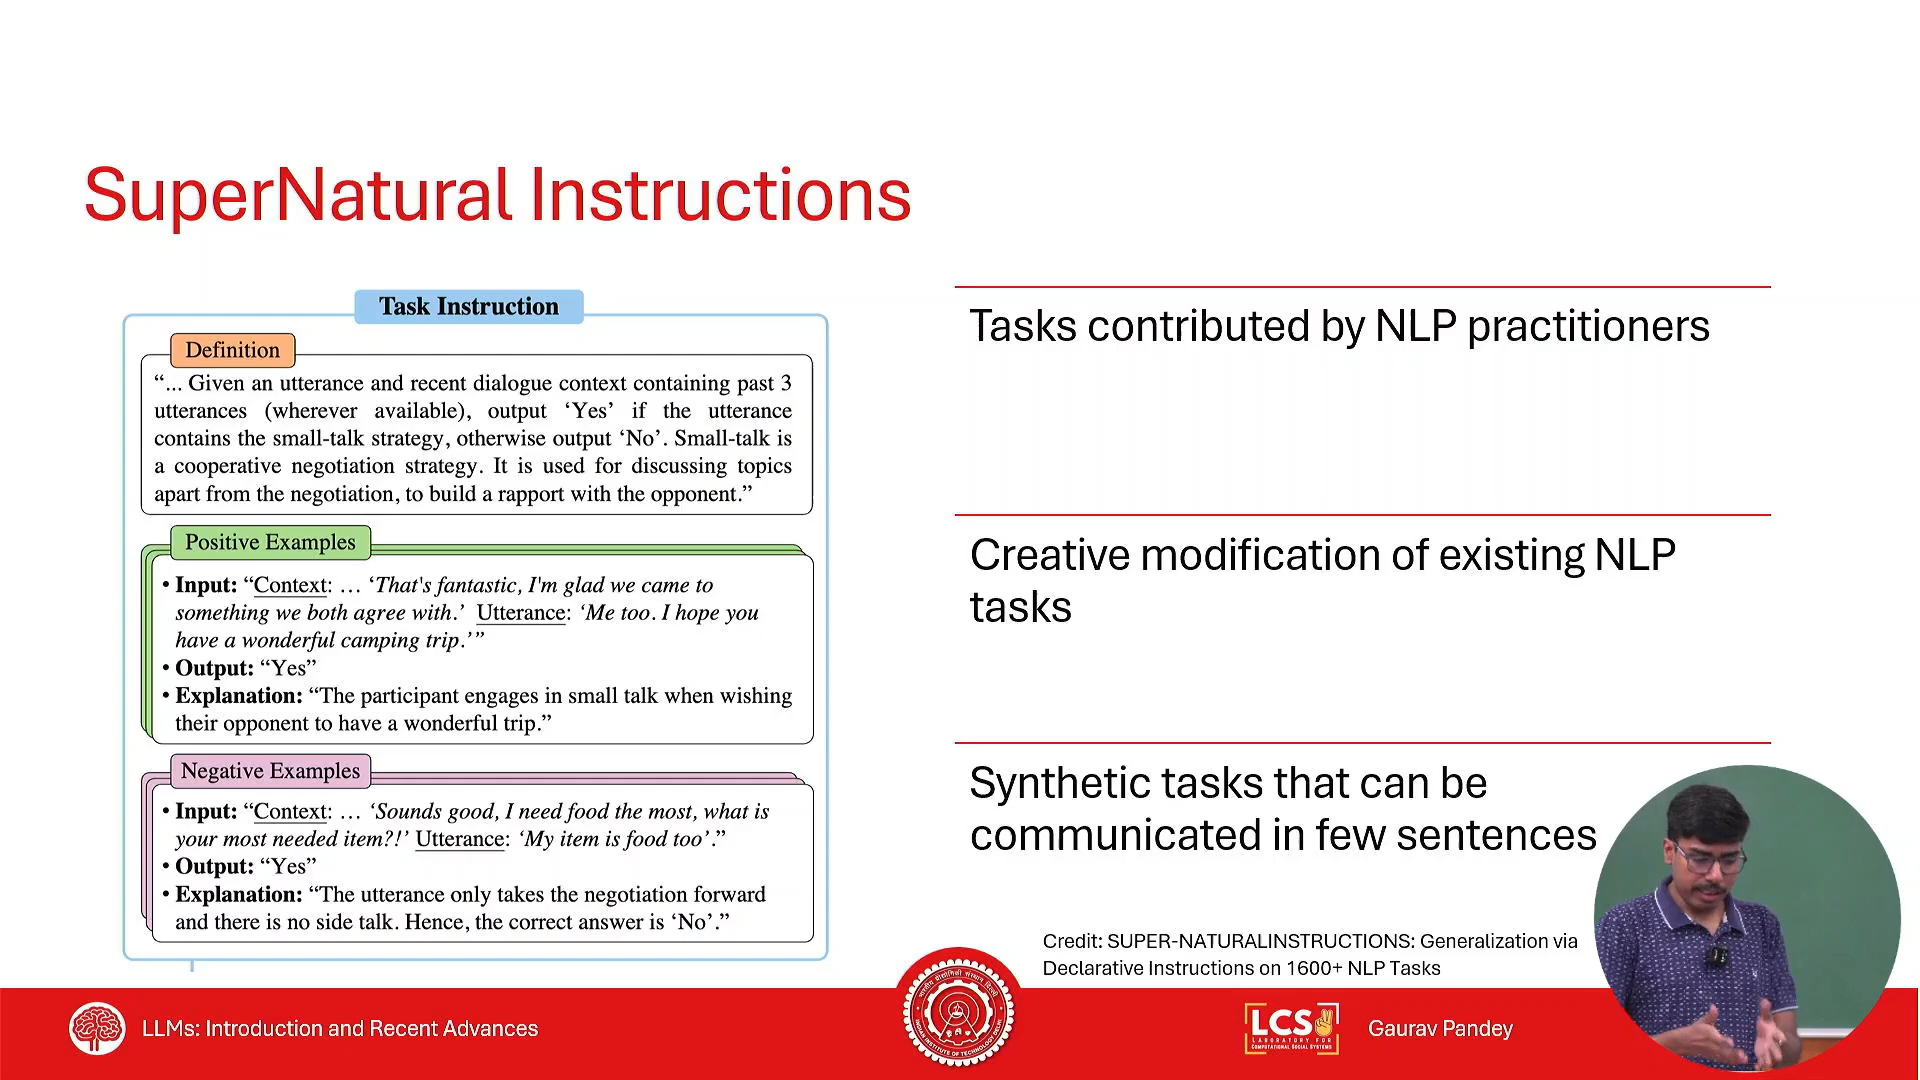 SuperNatural Instructions
Task Instruction
Definition
“... Given an utterance and recent dialogue context containing past 3
utterances (wherever available), output ‘Yes’ if the utterance
contains the small-talk strategy, otherwise output ‘No’. Small-talk is
a cooperative negotiation strategy. It is used for discussing topics
apart from the negotiation, to build a rapport with the opponent.”
Positive Examples
• Input: “Context: … ‘That's fantastic, I'm glad we came to
something we both agree with.’ Utterance: ‘Me too. I hope you
have a wonderful camping trip.’”
• Output: “Yes”
• Explanation: “The participant engages in small talk when wishing
their opponent to have a wonderful trip.”
Negative Examples
• Input: “Context: … ‘Sounds good, I need food the most, what is
your most needed item?!’ Utterance: ‘My item is food too’.”
• Output: “Yes”
• Explanation: “The utterance only takes the negotiation forward
and there is no side talk. Hence, the correct answer is ‘No’.”
Tasks contributed by NLP practitioners
Creative modification of existing NLP
tasks
Synthetic tasks that can be
communicated in few sentences
Credit: SUPER-NATURALINSTRUCTIONS: Generalization via
Declarative Instructions on 1600+ NLP Tasks
LLMs: Introduction and Recent Advances
LCS
LABORATORY FOR
COMPUTATIONAL SOCIAL SYSTEMS
Gaurav Pandey